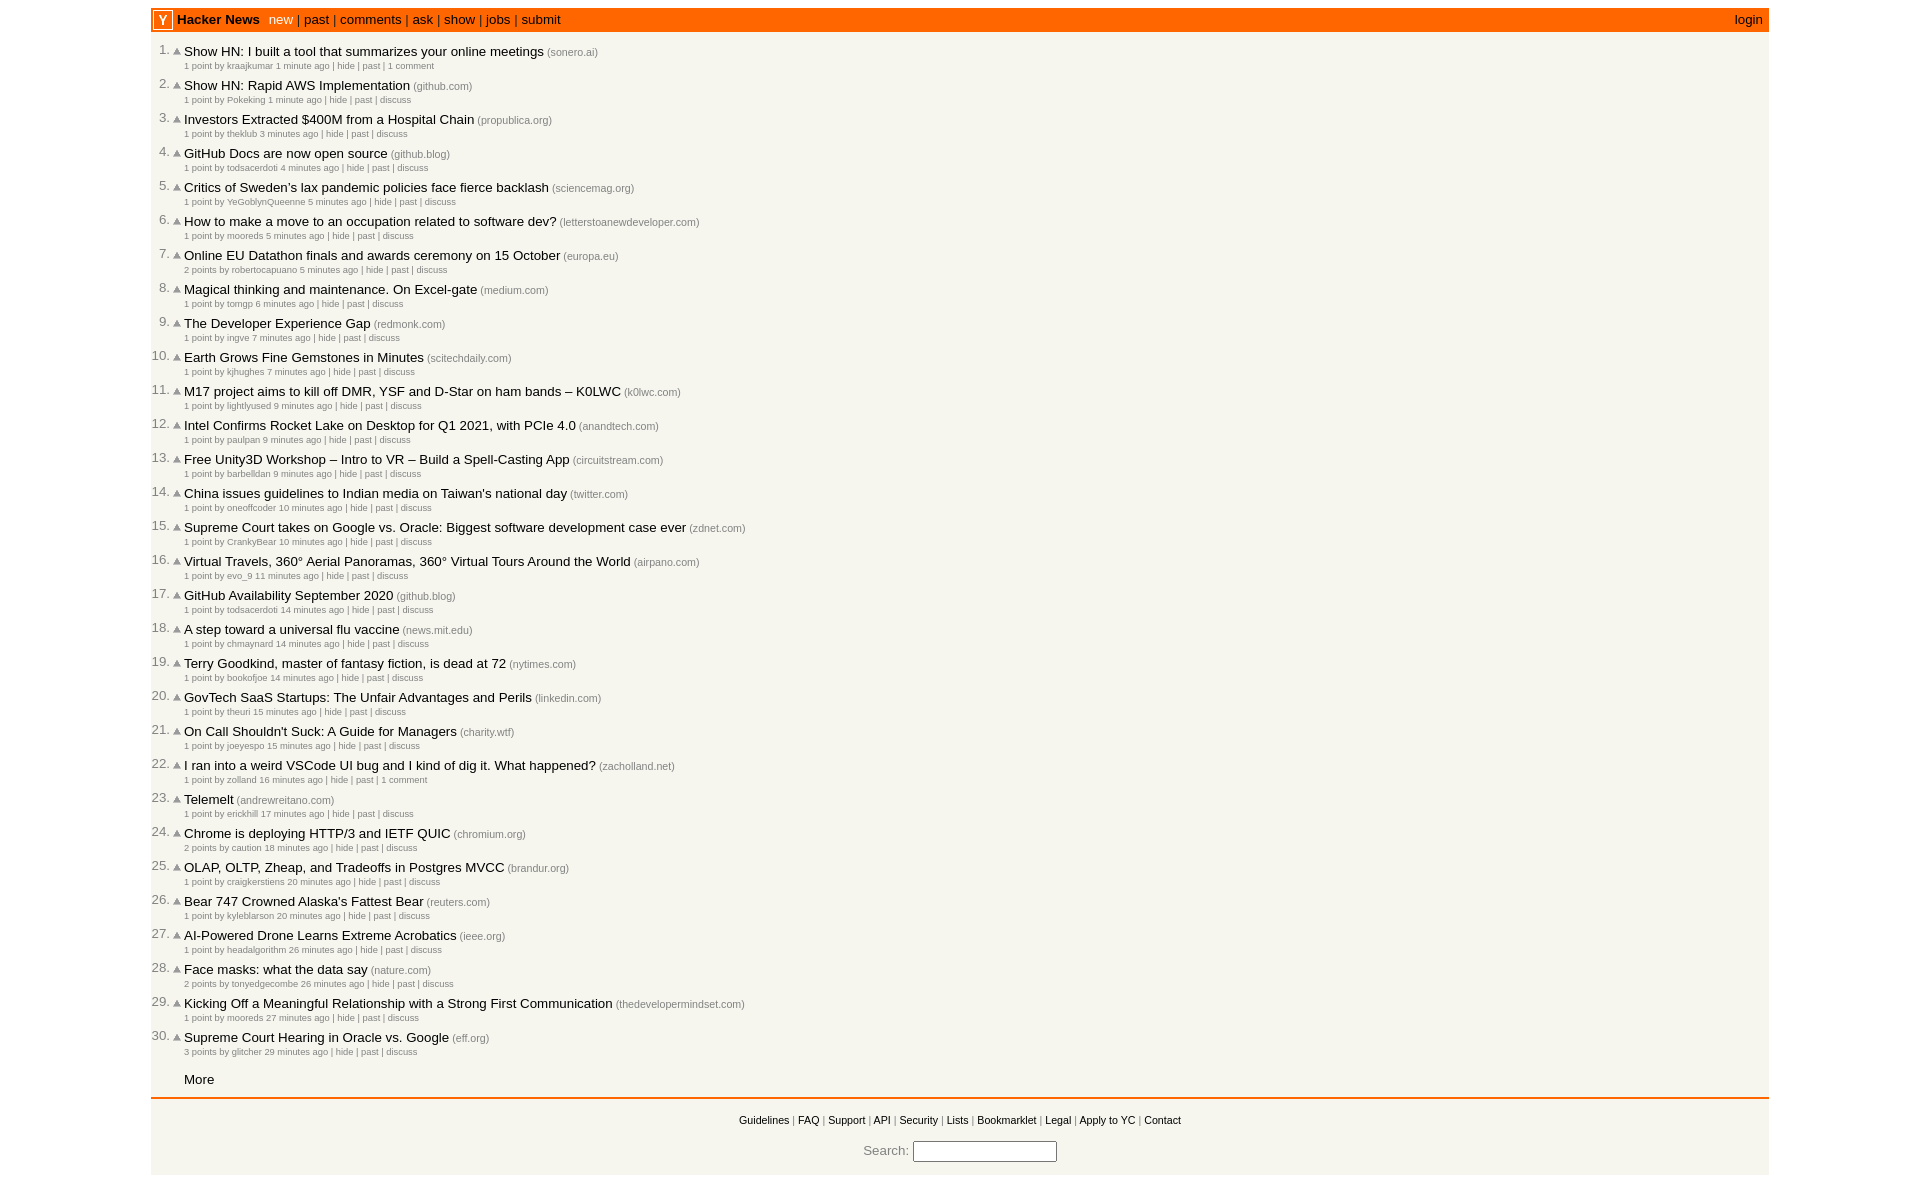 Y Hacker News new | past | comments | ask | show | jobs | submit login
1. Show HN: I built a tool that summarizes your online meetings (sonero.ai)
1 point by kraajkumar 1 minute ago | hide | past | 1 comment
2. Show HN: Rapid AWS Implementation (github.com)
1 point by Pokeking 1 minute ago | hide | past | discuss
3. Investors Extracted $400M from a Hospital Chain (propublica.org)
1 point by theklub 3 minutes ago | hide | past | discuss
4. GitHub Docs are now open source (github.blog)
1 point by todsacerdoti 4 minutes ago | hide | past | discuss
5. Critics of Sweden’s lax pandemic policies face fierce backlash (sciencemag.org)
1 point by YeGoblynQueenne 5 minutes ago | hide | past | discuss
6. How to make a move to an occupation related to software dev? (letterstoanewdeveloper.com)
1 point by mooreds 5 minutes ago | hide | past | discuss
7. Online EU Datathon finals and awards ceremony on 15 October (europa.eu)
2 points by robertocapuano 5 minutes ago | hide | past | discuss
8. Magical thinking and maintenance. On Excel-gate (medium.com)
1 point by tomgp 6 minutes ago | hide | past | discuss
9. The Developer Experience Gap (redmonk.com)
1 point by ingve 7 minutes ago | hide | past | discuss
10. Earth Grows Fine Gemstones in Minutes (scitechdaily.com)
1 point by kjhughes 7 minutes ago | hide | past | discuss
11. M17 project aims to kill off DMR, YSF and D-Star on ham bands – K0LWC (k0lwc.com)
1 point by lightlyused 9 minutes ago | hide | past | discuss
12. Intel Confirms Rocket Lake on Desktop for Q1 2021, with PCIe 4.0 (anandtech.com)
1 point by paulpan 9 minutes ago | hide | past | discuss
13. Free Unity3D Workshop – Intro to VR – Build a Spell-Casting App (circuitstream.com)
1 point by barbelldan 9 minutes ago | hide | past | discuss
14. China issues guidelines to Indian media on Taiwan's national day (twitter.com)
1 point by oneoffcoder 10 minutes ago | hide | past | discuss
15. Supreme Court takes on Google vs. Oracle: Biggest software development case ever (zdnet.com)
1 point by CrankyBear 10 minutes ago | hide | past | discuss
16. Virtual Travels, 360° Aerial Panoramas, 360° Virtual Tours Around the World (airpano.com)
1 point by evo_9 11 minutes ago | hide | past | discuss
17. GitHub Availability September 2020 (github.blog)
1 point by todsacerdoti 14 minutes ago | hide | past | discuss
18. A step toward a universal flu vaccine (news.mit.edu)
1 point by chmaynard 14 minutes ago | hide | past | discuss
19. Terry Goodkind, master of fantasy fiction, is dead at 72 (nytimes.com)
1 point by bookofjoe 14 minutes ago | hide | past | discuss
20. GovTech SaaS Startups: The Unfair Advantages and Perils (linkedin.com)
1 point by theuri 15 minutes ago | hide | past | discuss
21. On Call Shouldn't Suck: A Guide for Managers (charity.wtf)
1 point by joeyespo 15 minutes ago | hide | past | discuss
22. I ran into a weird VSCode UI bug and I kind of dig it. What happened? (zacholland.net)
1 point by zolland 16 minutes ago | hide | past | 1 comment
23. Telemelt (andrewreitano.com)
1 point by erickhill 17 minutes ago | hide | past | discuss
24. Chrome is deploying HTTP/3 and IETF QUIC (chromium.org)
2 points by caution 18 minutes ago | hide | past | discuss
25. OLAP, OLTP, Zheap, and Tradeoffs in Postgres MVCC (brandur.org)
1 point by craigkerstiens 20 minutes ago | hide | past | discuss
26. Bear 747 Crowned Alaska's Fattest Bear (reuters.com)
1 point by kyleblarson 20 minutes ago | hide | past | discuss
27. AI-Powered Drone Learns Extreme Acrobatics (ieee.org)
1 point by headalgorithm 26 minutes ago | hide | past | discuss
28. Face masks: what the data say (nature.com)
2 points by tonyedgecombe 26 minutes ago | hide | past | discuss
29. Kicking Off a Meaningful Relationship with a Strong First Communication (thedevelopermindset.com)
1 point by mooreds 27 minutes ago | hide | past | discuss
30. Supreme Court Hearing in Oracle vs. Google (eff.org)
3 points by glitcher 29 minutes ago | hide | past | discuss
More
Guidelines | FAQ | Support | API | Security | Lists | Bookmarklet | Legal | Apply to YC | Contact
Search: